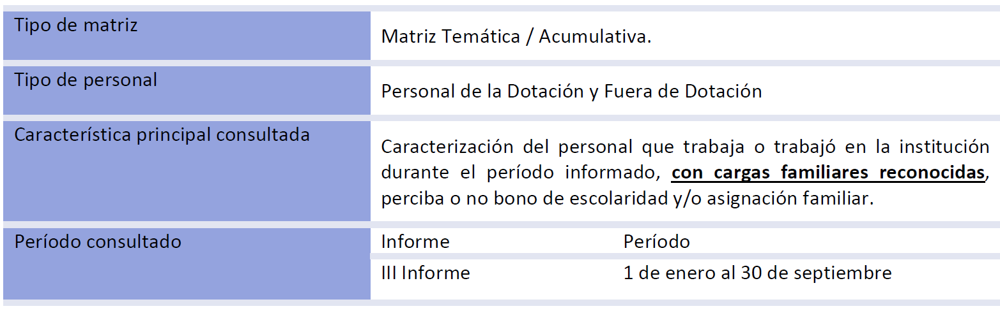 Tipo de matriz
Matriz Temática / Acumulativa.
Tipo de personal
Personal de la Dotación y Fuera de Dotación
Característica principal consultada
Caracterización del personal que trabaja o trabajó en la institución
durante el período informado, con cargas familiares reconocidas,
perciba o no bono de escolaridad y/o asignación familiar.
Período consultado
Informe Período
III Informe 1 de enero al 30 de septiembre